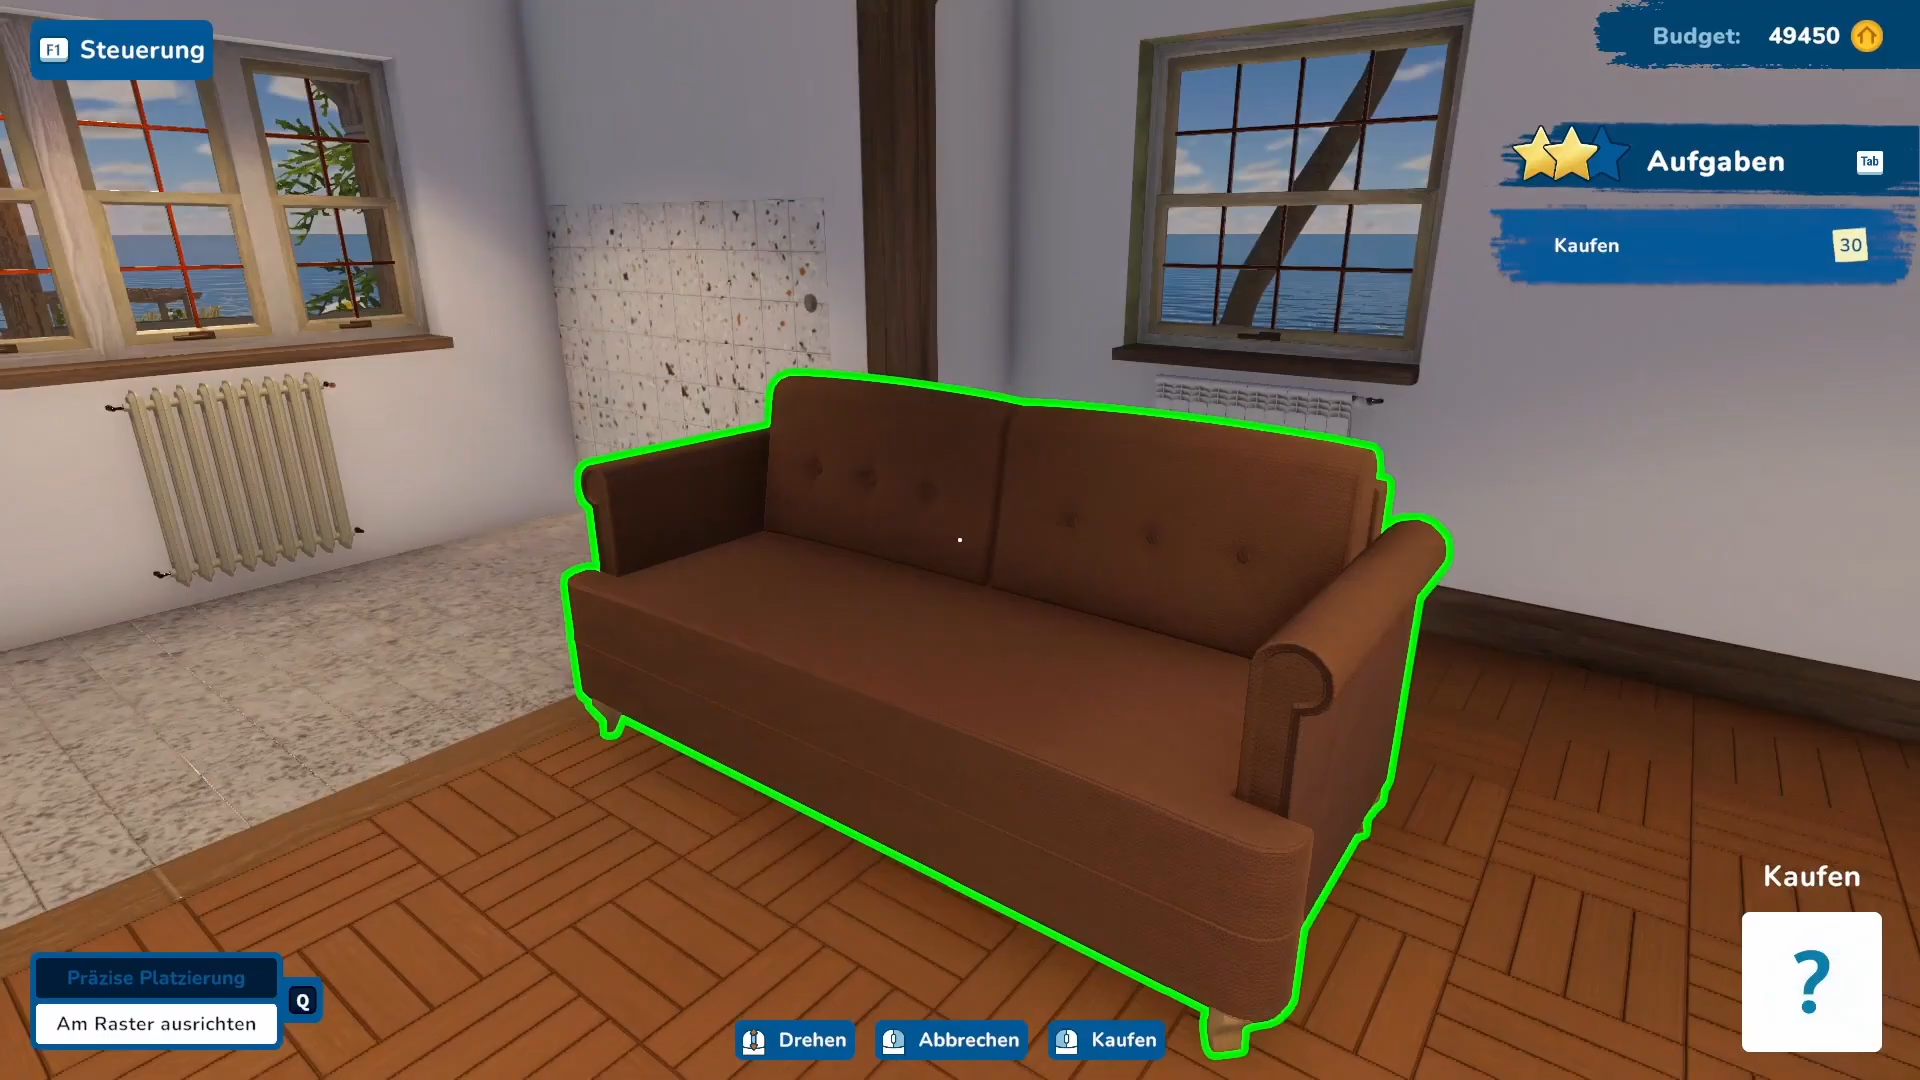 F1 Steuerung
Budget: 49450
Aufgaben Tab
Kaufen 30
Kaufen
?
Präzise Platzierung
Q
Am Raster ausrichten
Drehen Abbrechen Kaufen